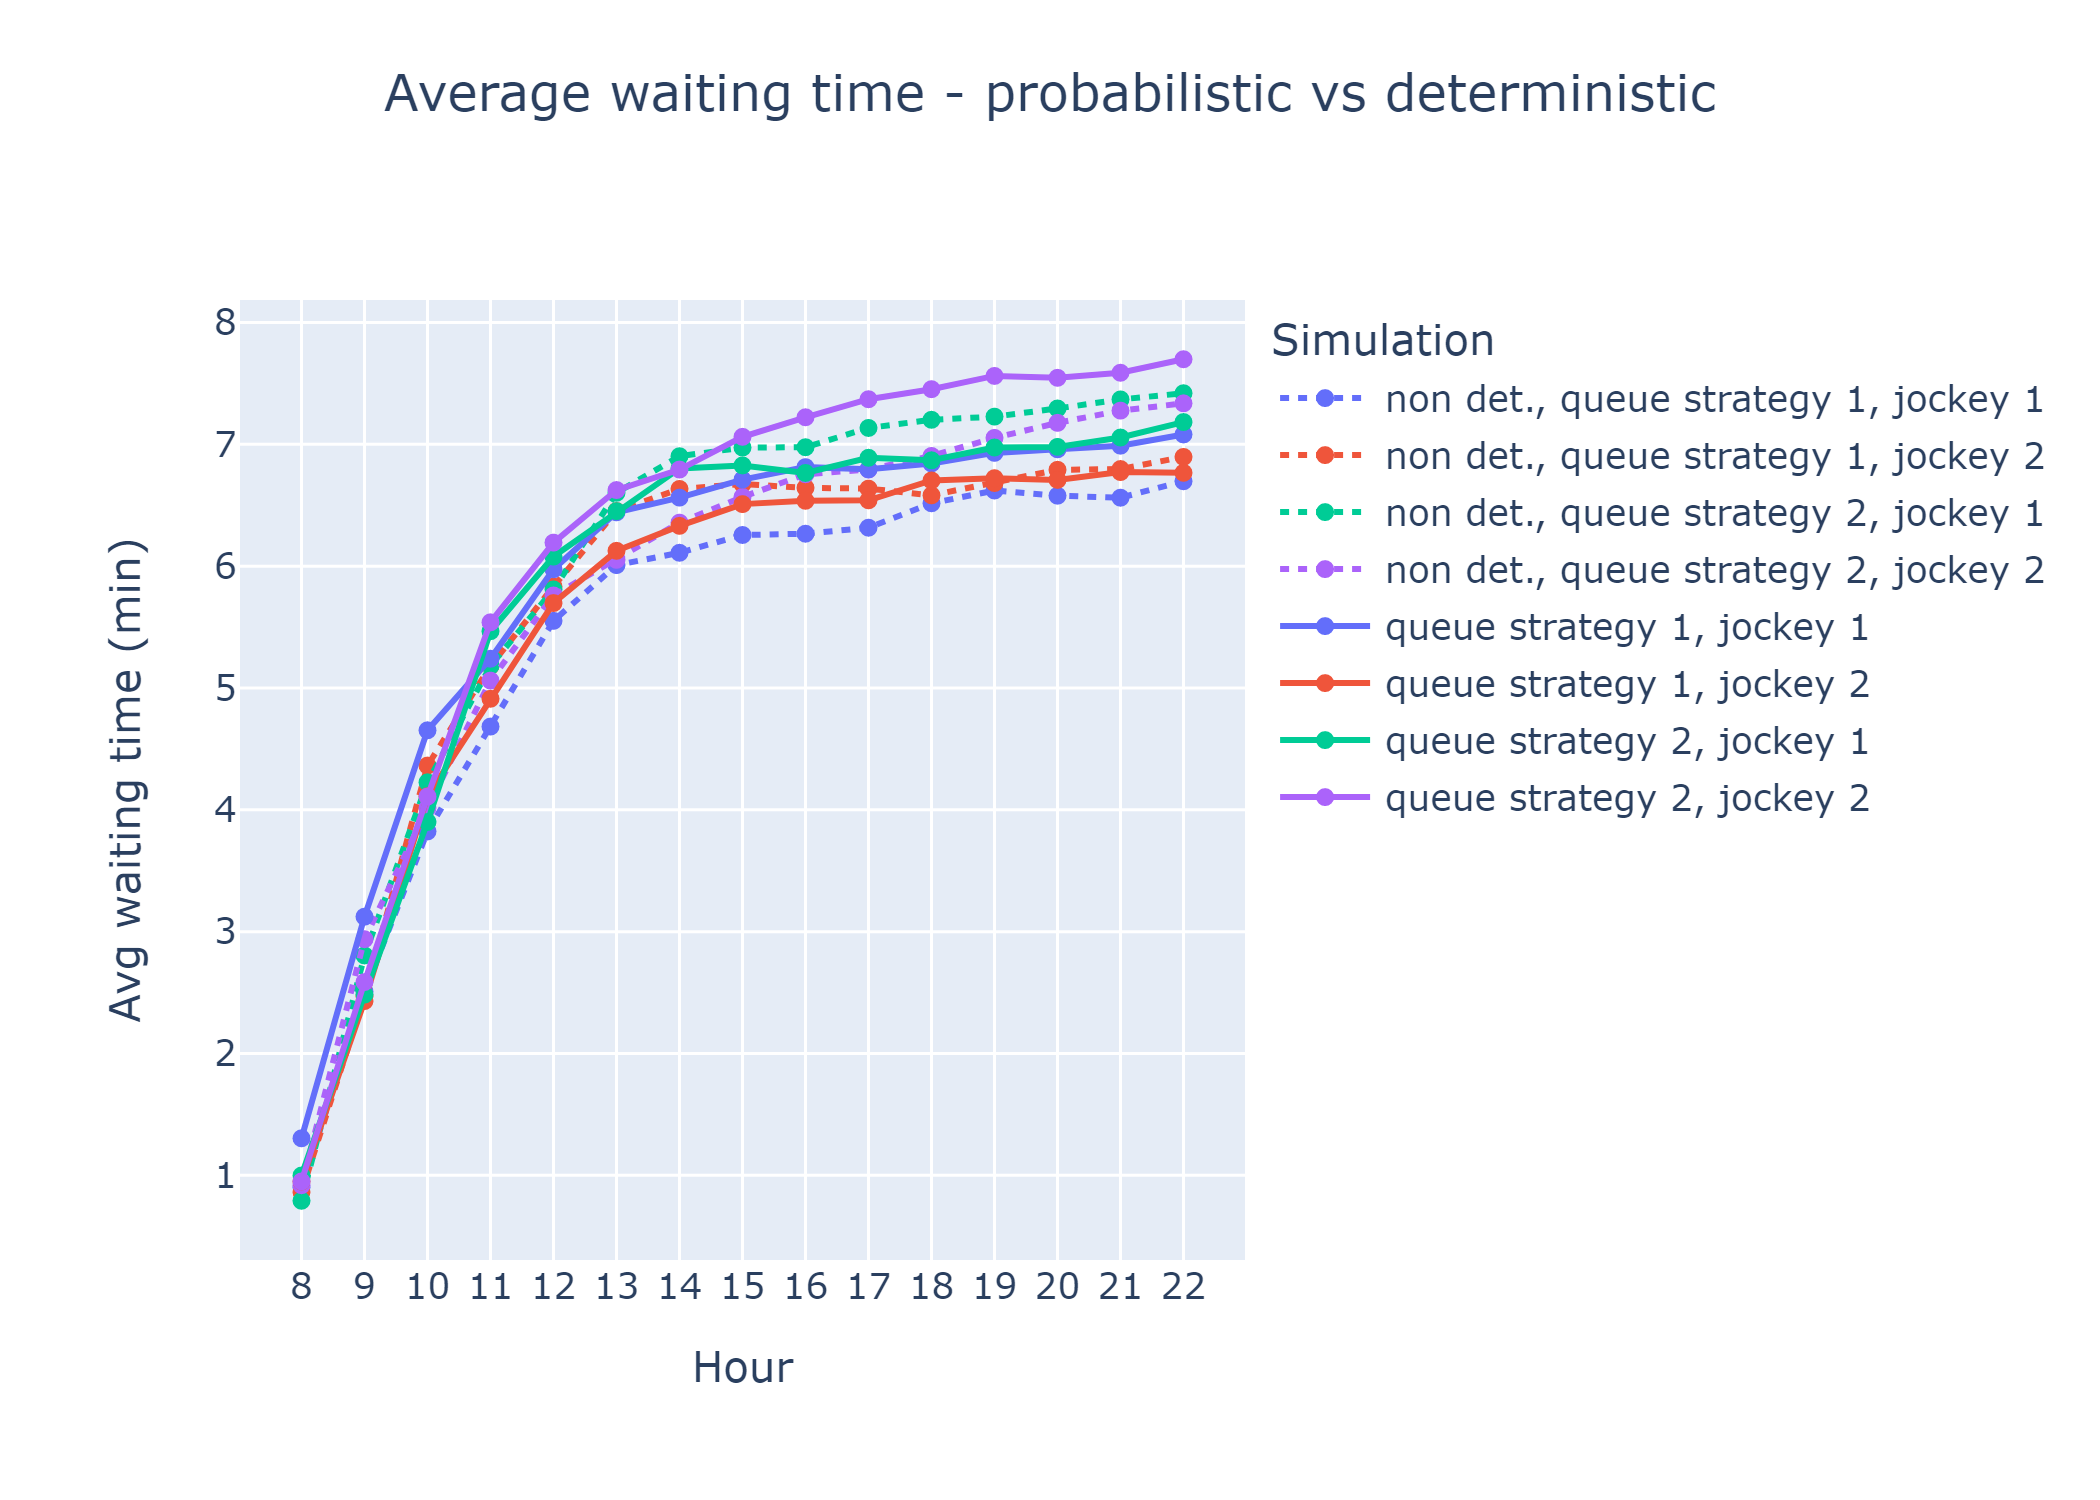 Average waiting time - probabilistic vs deterministic
8
7
6
5
4
3
2
1
Avg waiting time (min)
8 9 10 11 12 13 14 15 16 17 18 19 20 21 22
Hour
Simulation
non det., queue strategy 1, jockey 1
non det., queue strategy 1, jockey 2
non det., queue strategy 2, jockey 1
non det., queue strategy 2, jockey 2
queue strategy 1, jockey 1
queue strategy 1, jockey 2
queue strategy 2, jockey 1
queue strategy 2, jockey 2